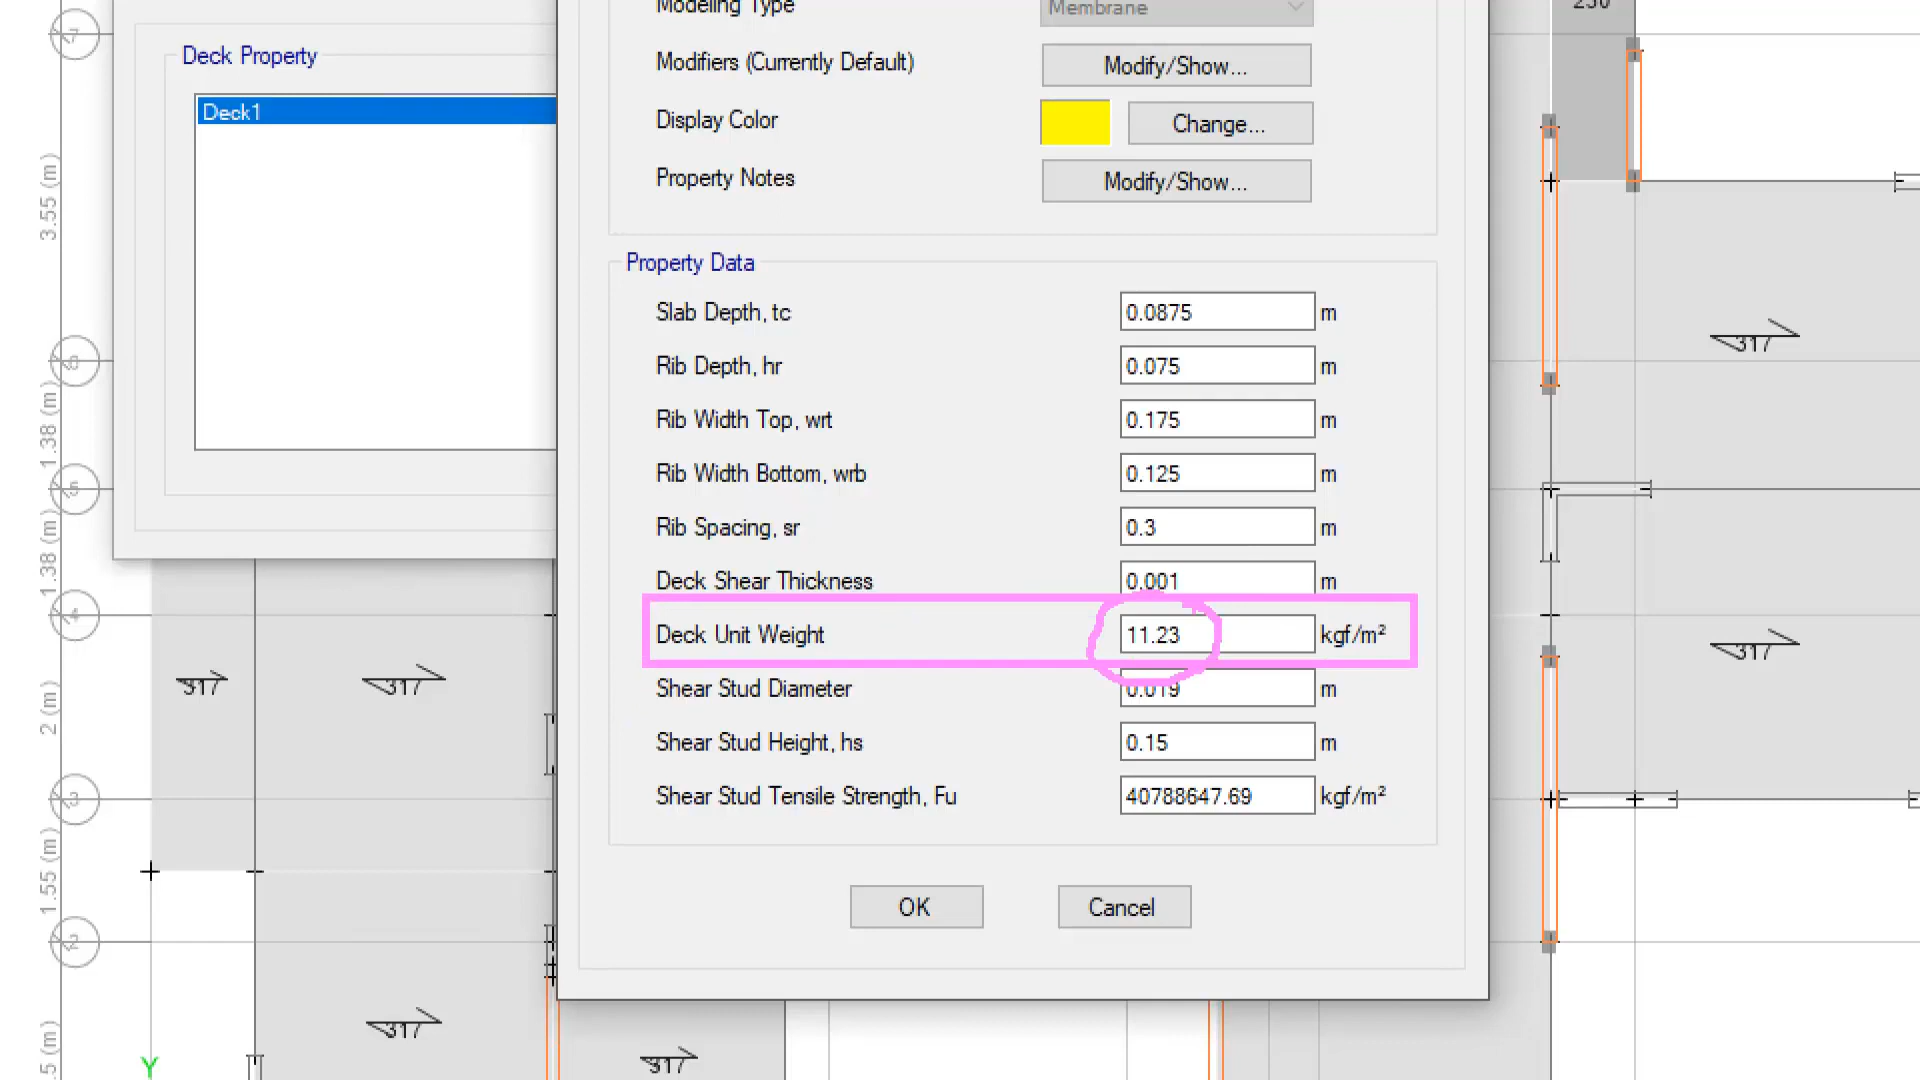 Modeling Type Membrane
Modifiers (Currently Default) Modify/Show...
Display Color Change...
Property Notes Modify/Show...
Deck Property
Deck1
Property Data
Slab Depth, tc 0.0875 m
Rib Depth, hr 0.075 m
Rib Width Top, wrt 0.175 m
Rib Width Bottom, wrb 0.125 m
Rib Spacing, sr 0.3 m
Deck Shear Thickness 0.001 m
Deck Unit Weight 11.23 kgf/m²
Shear Stud Diameter 0.019 m
Shear Stud Height, hs 0.15 m
Shear Stud Tensile Strength, Fu 40788647.69 kgf/m²
OK Cancel
3.55 (m)
1.38 (m)
1.38 (m)
2 (m)
1.55 (m)
5 (m)
317
317
317
317
317
317
Y